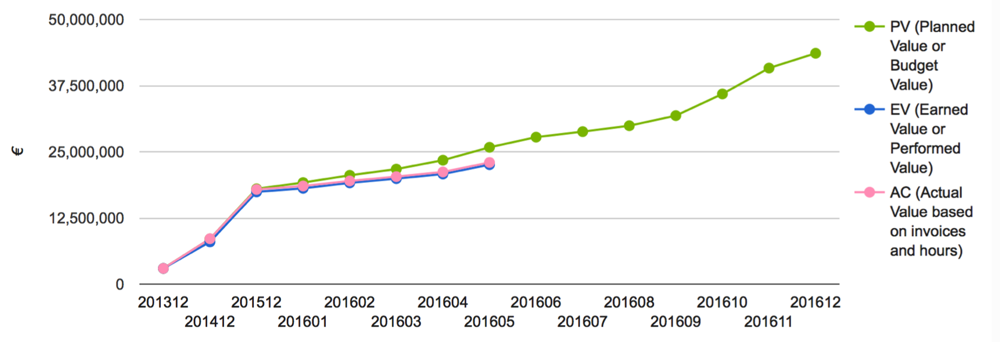 50,000,000
37,500,000
25,000,000
12,500,000
0
€
201312
201512
201602
201604
201606
201608
201610
201612
201412
201601
201603
201605
201607
201609
201611
PV (Planned
Value or
Budget
Value)
EV (Earned
Value or
Performed
Value)
AC (Actual
Value based
on invoices
and hours)